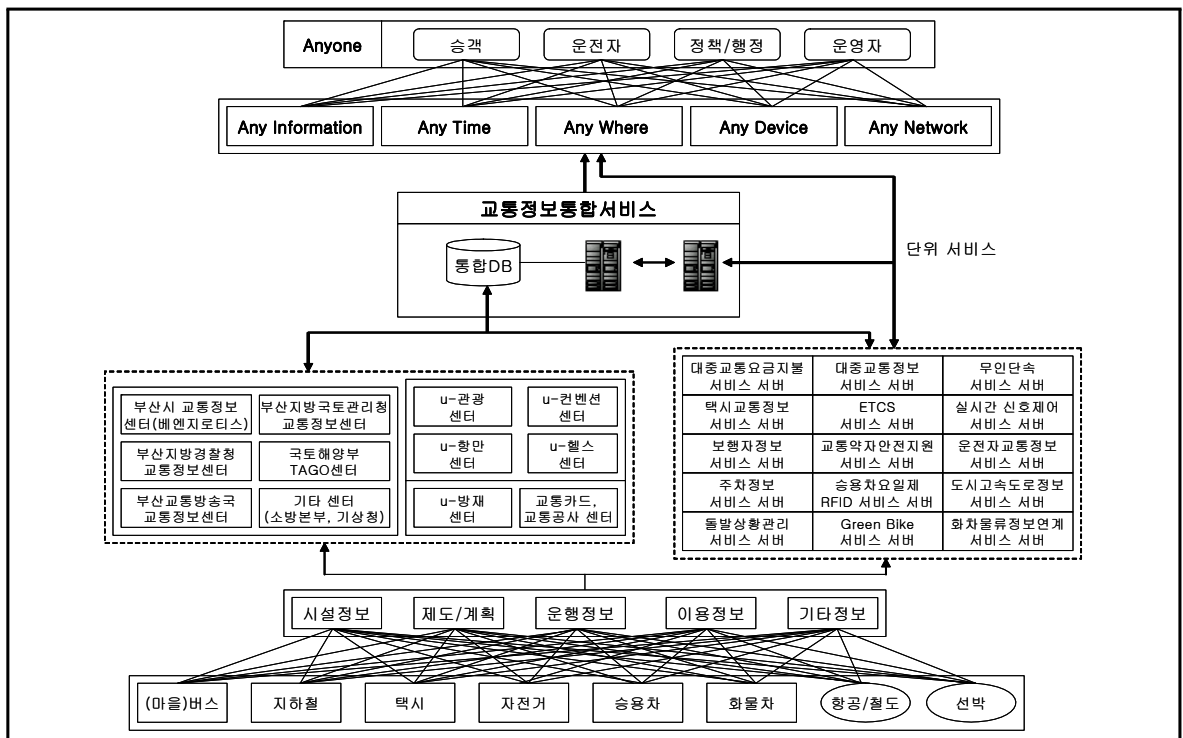 Anyone
승객
운전자
정책/행정
운영자
Any Information
Any Time
Any Where
Any Device
Any Network
교통정보통합서비스
통합DB
단위 서비스
부산시 교통정보
센터(베엔지로티스)
부산지방국토관리청
교통정보센터
부산지방경찰청
교통정보센터
국토해양부
TAGO센터
부산교통방송국
교통정보센터
기타 센터
(소방본부, 기상청)
u-관광
센터
u-컨벤션
센터
u-항만
센터
u-헬스
센터
u-방재
센터
교통카드,
교통공사 센터
대중교통요금지불
서비스 서버
대중교통정보
서비스 서버
무인단속
서비스 서버
택시교통정보
서비스 서버
ETCS
서비스 서버
실시간 신호제어
서비스 서버
보행자정보
서비스 서버
교통약자안전지원
서비스 서버
운전자교통정보
서비스 서버
주차정보
서비스 서버
승용차요일제
RFID 서비스 서버
도시고속도로정보
서비스 서버
돌발상황관리
서비스 서버
Green Bike
서비스 서버
화차물류정보연계
서비스 서버
시설정보
제도/계획
운행정보
이용정보
기타정보
(마을)버스
지하철
택시
자전거
승용차
화물차
항공/철도
선박